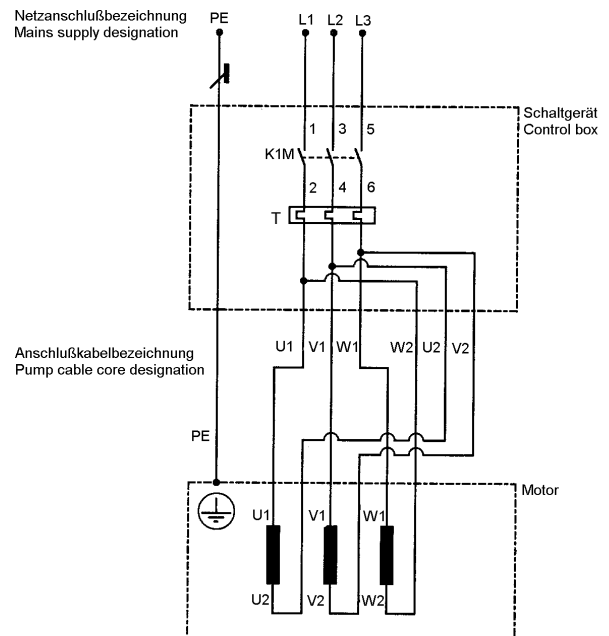 Netzanschlußbezeichnung
Mains supply designation
PE
L1 L2 L3
Schaltgerät
Control box
1 3 5
K1M
2 4 6
T
Anschlußkabelbezeichnung
Pump cable core designation
U1 V1 W1 W2 U2 V2
PE
Motor
U1 V1 W1
U2 V2 W2